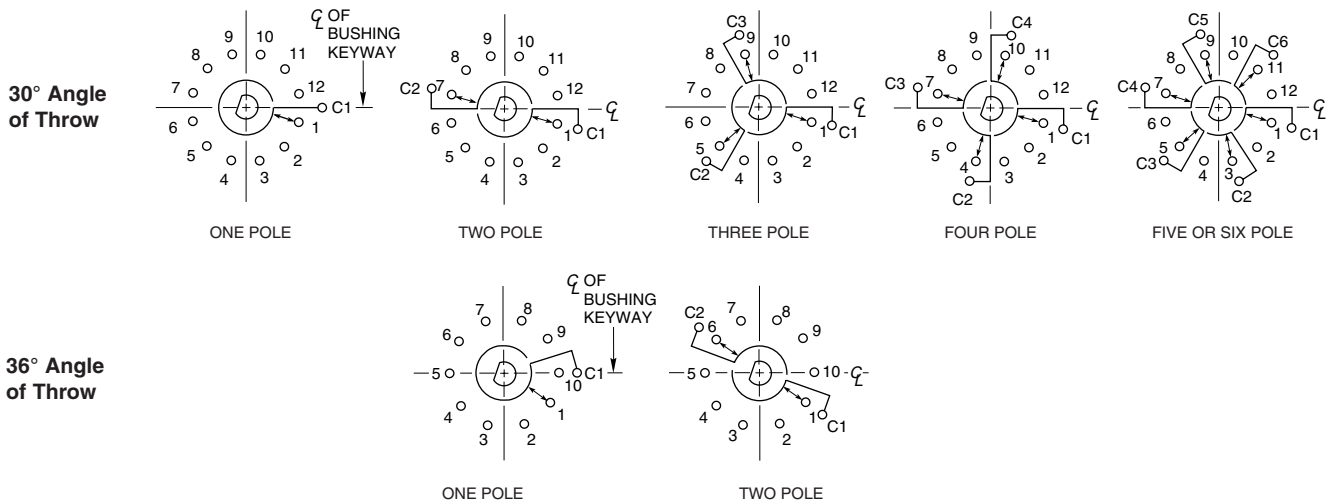 30° Angle
of Throw
℄ OF
BUSHING
KEYWAY
9 10
8 11
7 12
C1
6 1
5 2
4 3
ONE POLE
9 10
8 11
C2 7 12
℄
6 1 C1
5 2
4 3
TWO POLE
C3
9 10
8 11
7 12
℄
6 1 C1
5 2
C2 4 3
THREE POLE
C4
9 10
8 11
C3 7 12
℄
6 1 C1
5 2
4 3
C2
FOUR POLE
C5
9 10 C6
8 11
C4 7 12
℄
6 1 C1
5 2
C3 4 3
C2
FIVE OR SIX POLE
36° Angle
of Throw
℄ OF
BUSHING
KEYWAY
7 8
6 9
5 10 C1
4 1
3 2
ONE POLE
7 8
C2 6 9
5 10 ℄
4 1 C1
3 2
TWO POLE